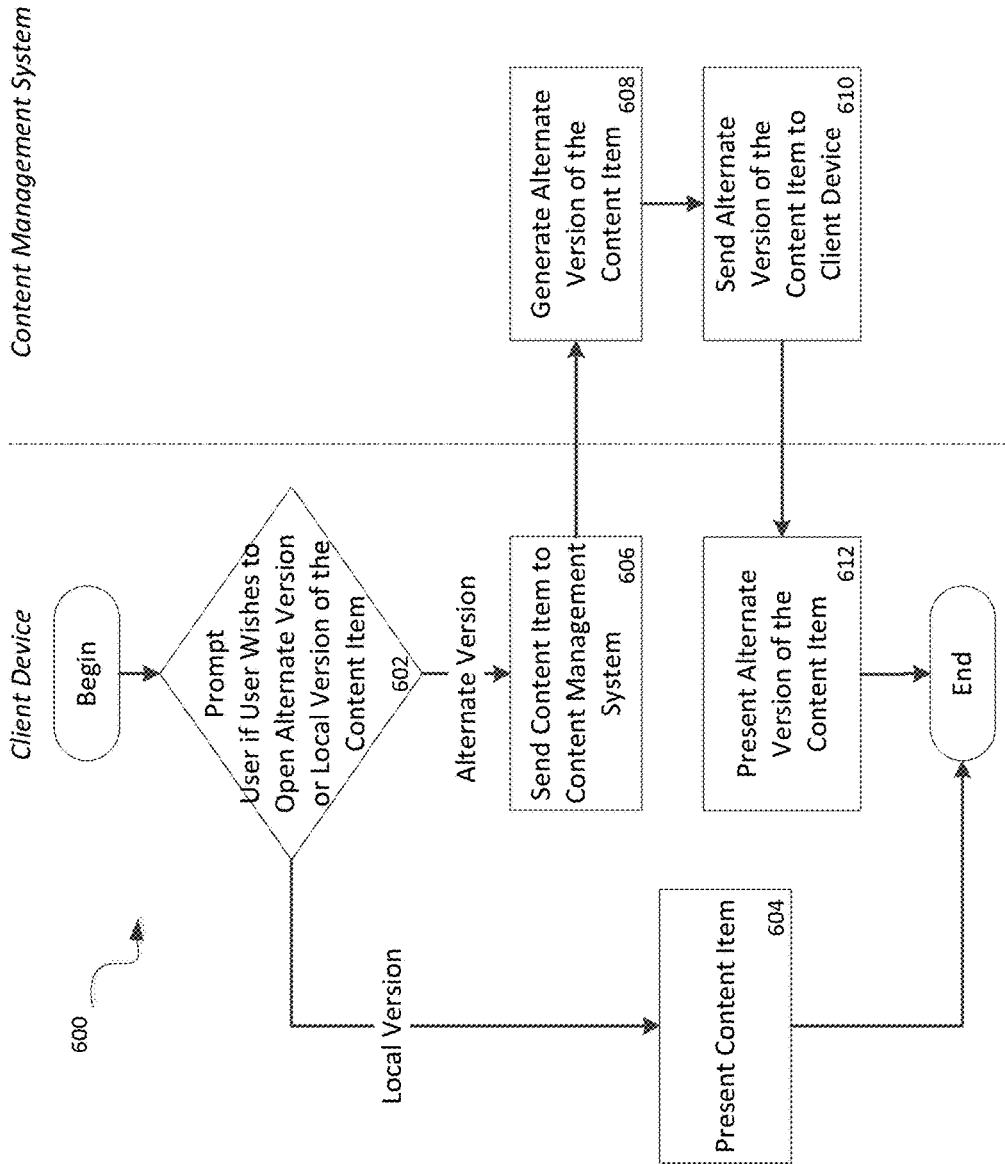 Client Device
Content Management System
600
Begin
Prompt
User if User Wishes to
Open Alternate Version
or Local Version of the
Content Item
602
Local Version
Alternate Version
Present Content Item
604
Send Content Item to
Content Management
System
606
Generate Alternate
Version of the
Content Item
608
Send Alternate
Version of the
Content Item to
Client Device
610
Present Alternate
Version of the
Content Item
612
End